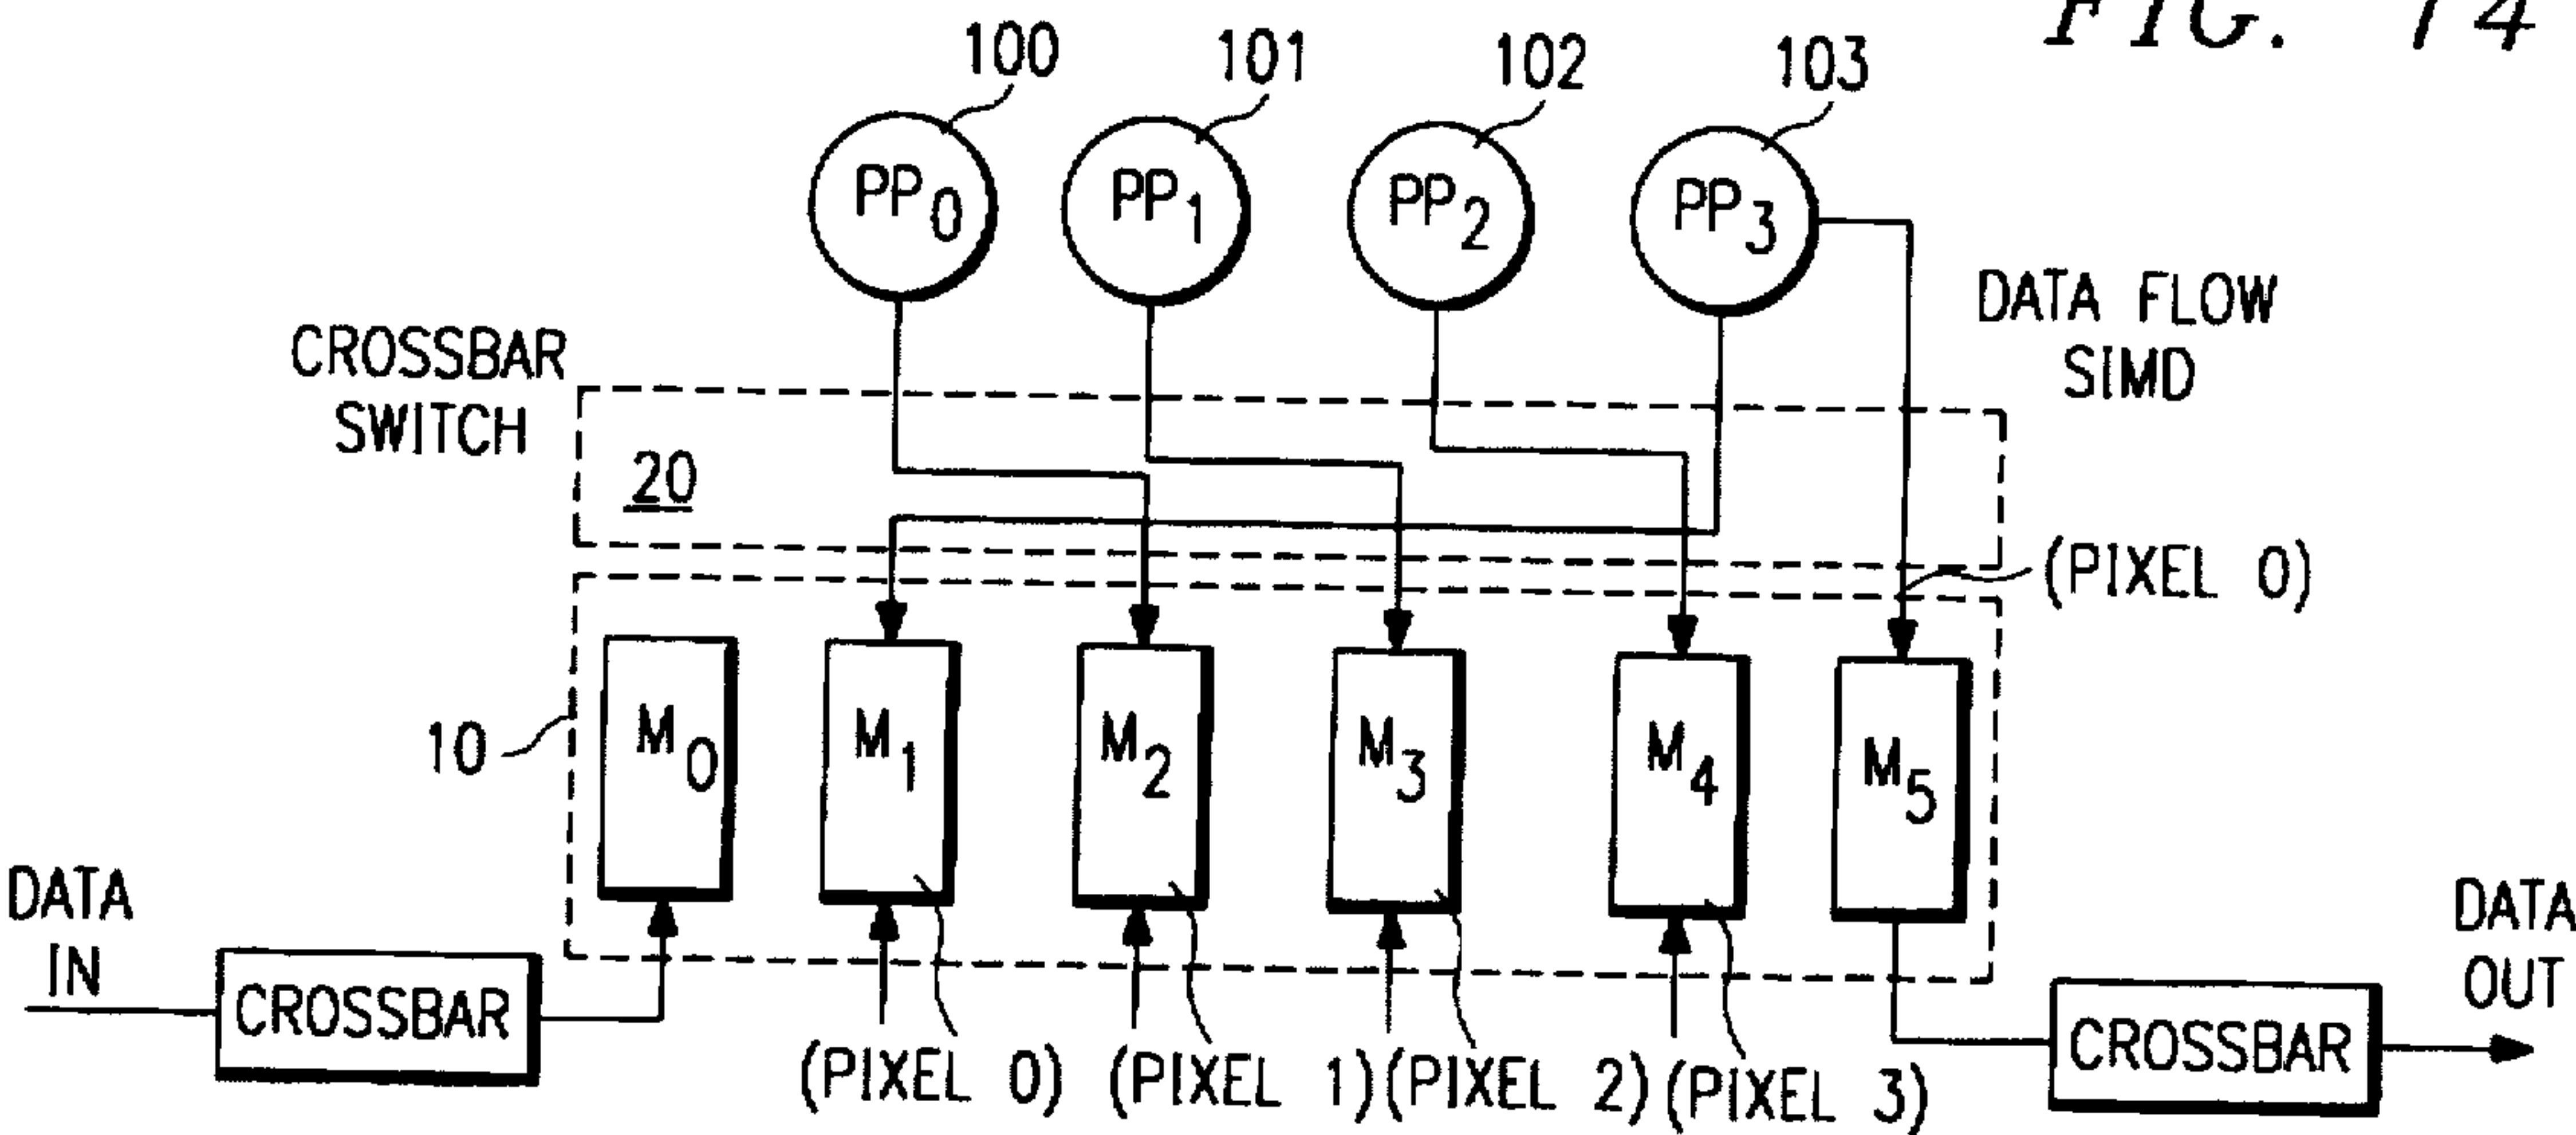 FIG. 74
100
101
102
103
PP0
PP1
PP2
PP3
DATA FLOW
SIMD
CROSSBAR
SWITCH
20
(PIXEL 0)
10
M0
M1
M2
M3
M4
M5
DATA
IN
CROSSBAR
(PIXEL 0)
(PIXEL 1)
(PIXEL 2)
(PIXEL 3)
CROSSBAR
DATA
OUT